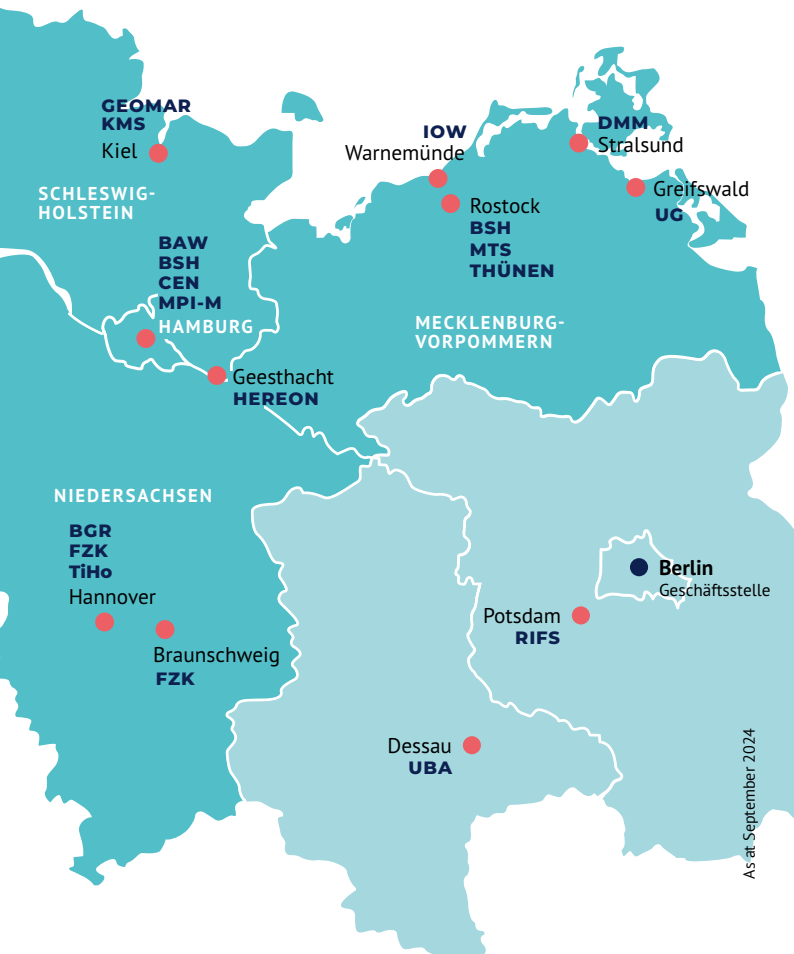 GEOMAR
KMS
Kiel
SCHLESWIG-
HOLSTEIN
IOW
Warnemünde
DMM
Stralsund
Greifswald
UG
Rostock
BSH
MTS
THÜNEN
BAW
BSH
CEN
MPI-M
HAMBURG
MECKLENBURG-
VORPOMMERN
Geesthacht
HEREON
NIEDERSACHSEN
BGR
FZK
TiHo
Hannover
Braunschweig
FZK
Berlin
Geschäftsstelle
Potsdam
RIFS
Dessau
UBA
As at September 2024